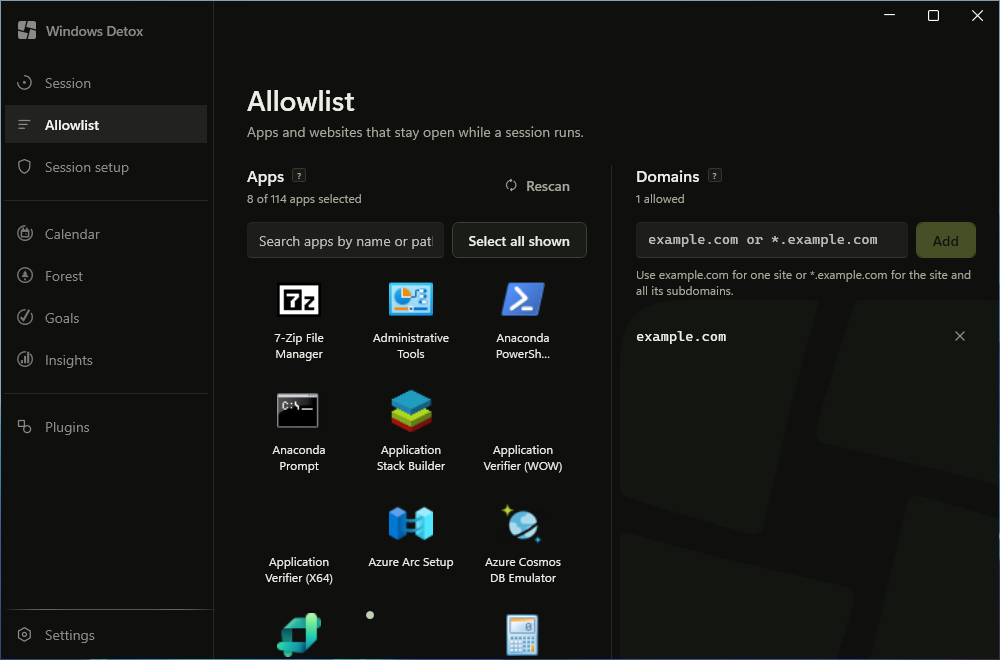 Windows Detox
Session
Allowlist
Session setup
Calendar
Forest
Goals
Insights
Plugins
Settings
Allowlist
Apps and websites that stay open while a session runs.
Apps ?
8 of 114 apps selected
Rescan
Search apps by name or pat
Select all shown
7-Zip File
Manager
Administrative
Tools
Anaconda
PowerSh...
C:\
Anaconda
Prompt
Application
Stack Builder
Application
Verifier (WOW)
Application
Verifier (X64)
Azure Arc Setup
Azure Cosmos
DB Emulator
Domains ?
1 allowed
example.com or *.example.com
Add
Use example.com for one site or *.example.com for the site and
all its subdomains.
example.com